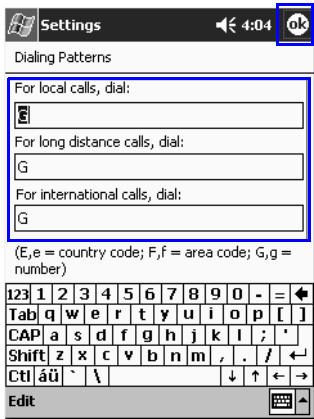 Settings 4:04 ok
Dialing Patterns
For local calls, dial:
G
For long distance calls, dial:
G
For international calls, dial:
G
(E,e = country code; F,f = area code; G,g =
number)
123 1 2 3 4 5 6 7 8 9 0 - =
Tab q w e r t y u i o p [ ]
CAP a s d f g h j k l ; '
Shift z x c v b n m , . /
Ctl áü ` \
Edit